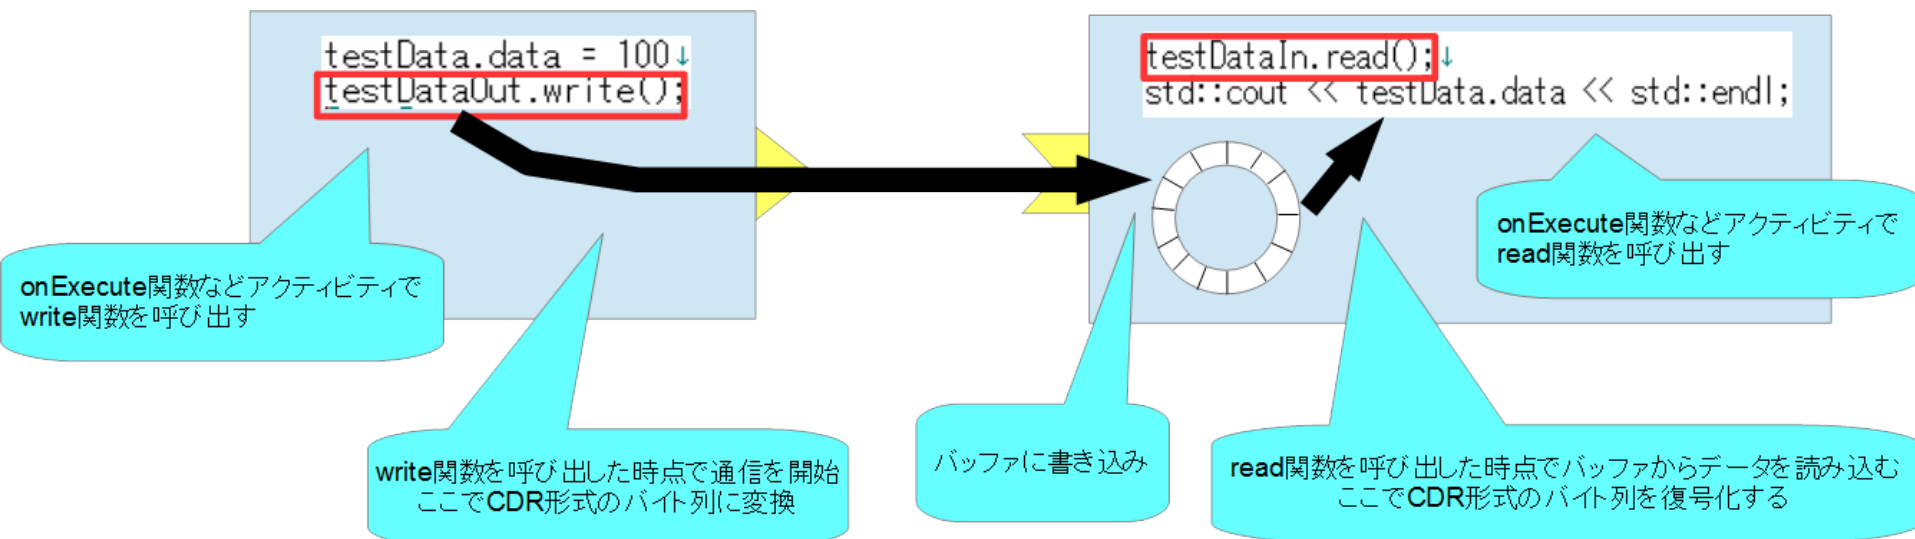 testData.data = 100↓
testDataOut.write();
testDataIn.read();↓
std::cout << testData.data << std::endl;
onExecute関数などアクティビティで
write関数を呼び出す
onExecute関数などアクティビティで
read関数を呼び出す
write関数を呼び出した時点で通信を開始
ここでCDR形式のバイト列に変換
バッファに書き込み
read関数を呼び出した時点でバッファからデータを読み込む
ここでCDR形式のバイト列を復号化する